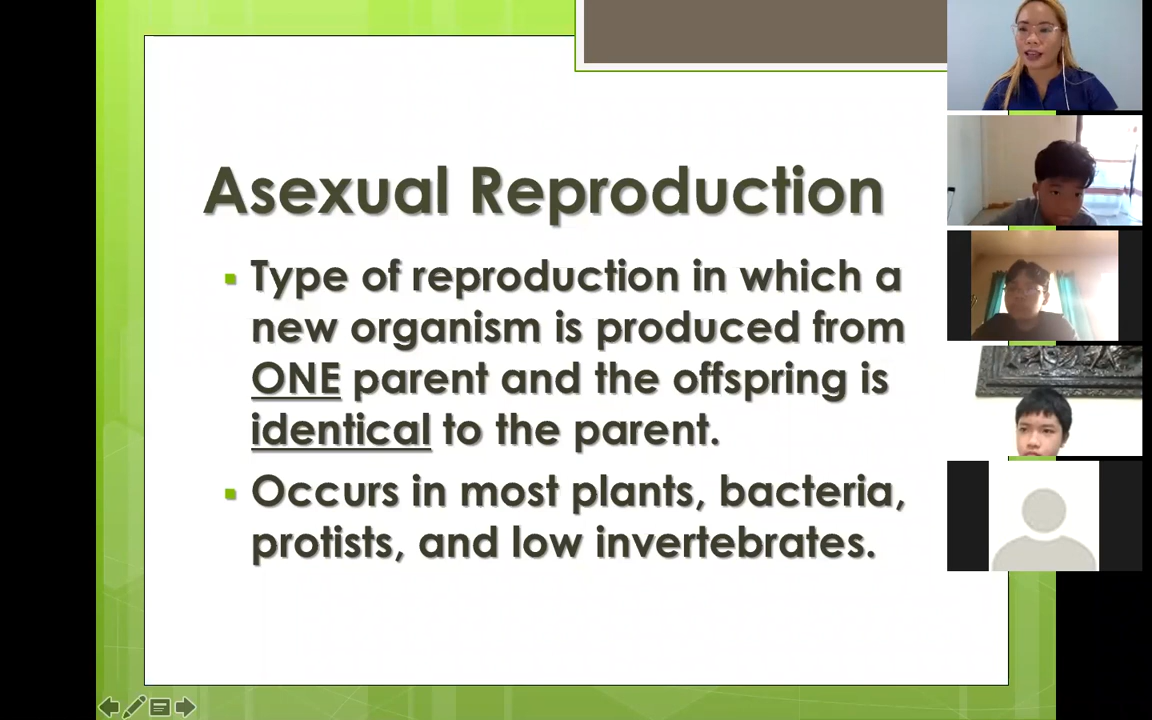 Asexual Reproduction
Type of reproduction in which a
new organism is produced from
ONE parent and the offspring is
identical to the parent.
Occurs in most plants, bacteria,
protists, and low invertebrates.